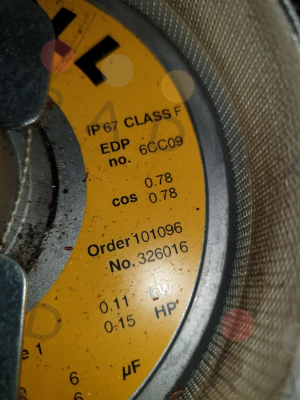 IP 67 CLASS F
EDP
no. 6CC09
0.78
cos 0.78
Order 101096
No. 326016
0.11 kW
0.15 HP
e 1
6 µF
6